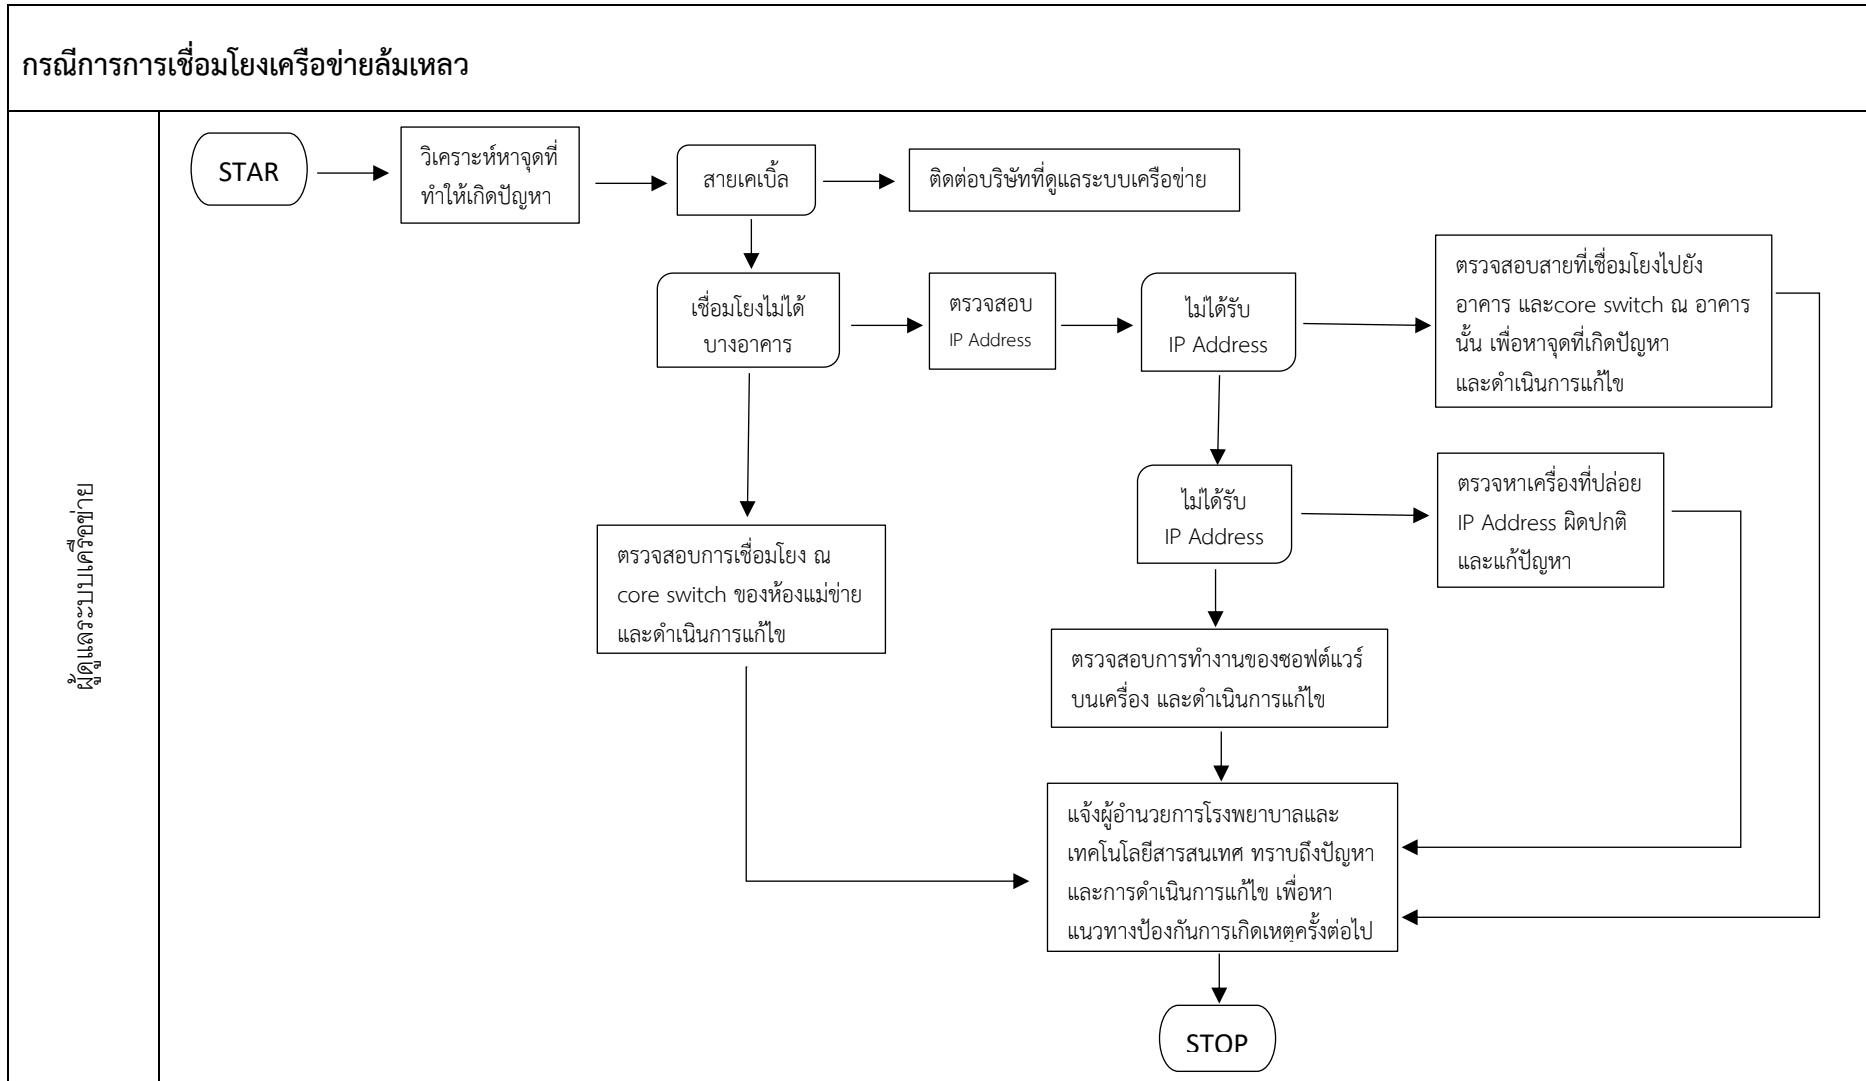 กรณีการการเชื่อมโยงเครือข่ายล้มเหลว
ผู้ดูแลระบบเครือข่าย
STAR
วิเคราะห์หาจุดที่
ทำให้เกิดปัญหา
สายเคเบิ้ล
ติดต่อบริษัทที่ดูแลระบบเครือข่าย
เชื่อมโยงไม่ได้
บางอาคาร
ตรวจสอบ
IP Address
ไม่ได้รับ
IP Address
ตรวจสอบสายที่เชื่อมโยงไปยัง
อาคาร และcore switch ณ อาคาร
นั้น เพื่อหาจุดที่เกิดปัญหา
และดำเนินการแก้ไข
ไม่ได้รับ
IP Address
ตรวจหาเครื่องที่ปล่อย
IP Address ผิดปกติ
และแก้ปัญหา
ตรวจสอบการเชื่อมโยง ณ
core switch ของห้องแม่ข่าย
และดำเนินการแก้ไข
ตรวจสอบการทำงานของซอฟต์แวร์
บนเครื่อง และดำเนินการแก้ไข
แจ้งผู้อำนวยการโรงพยาบาลและ
เทคโนโลยีสารสนเทศ ทราบถึงปัญหา
และการดำเนินการแก้ไข เพื่อหา
แนวทางป้องกันการเกิดเหตุครั้งต่อไป
STOP